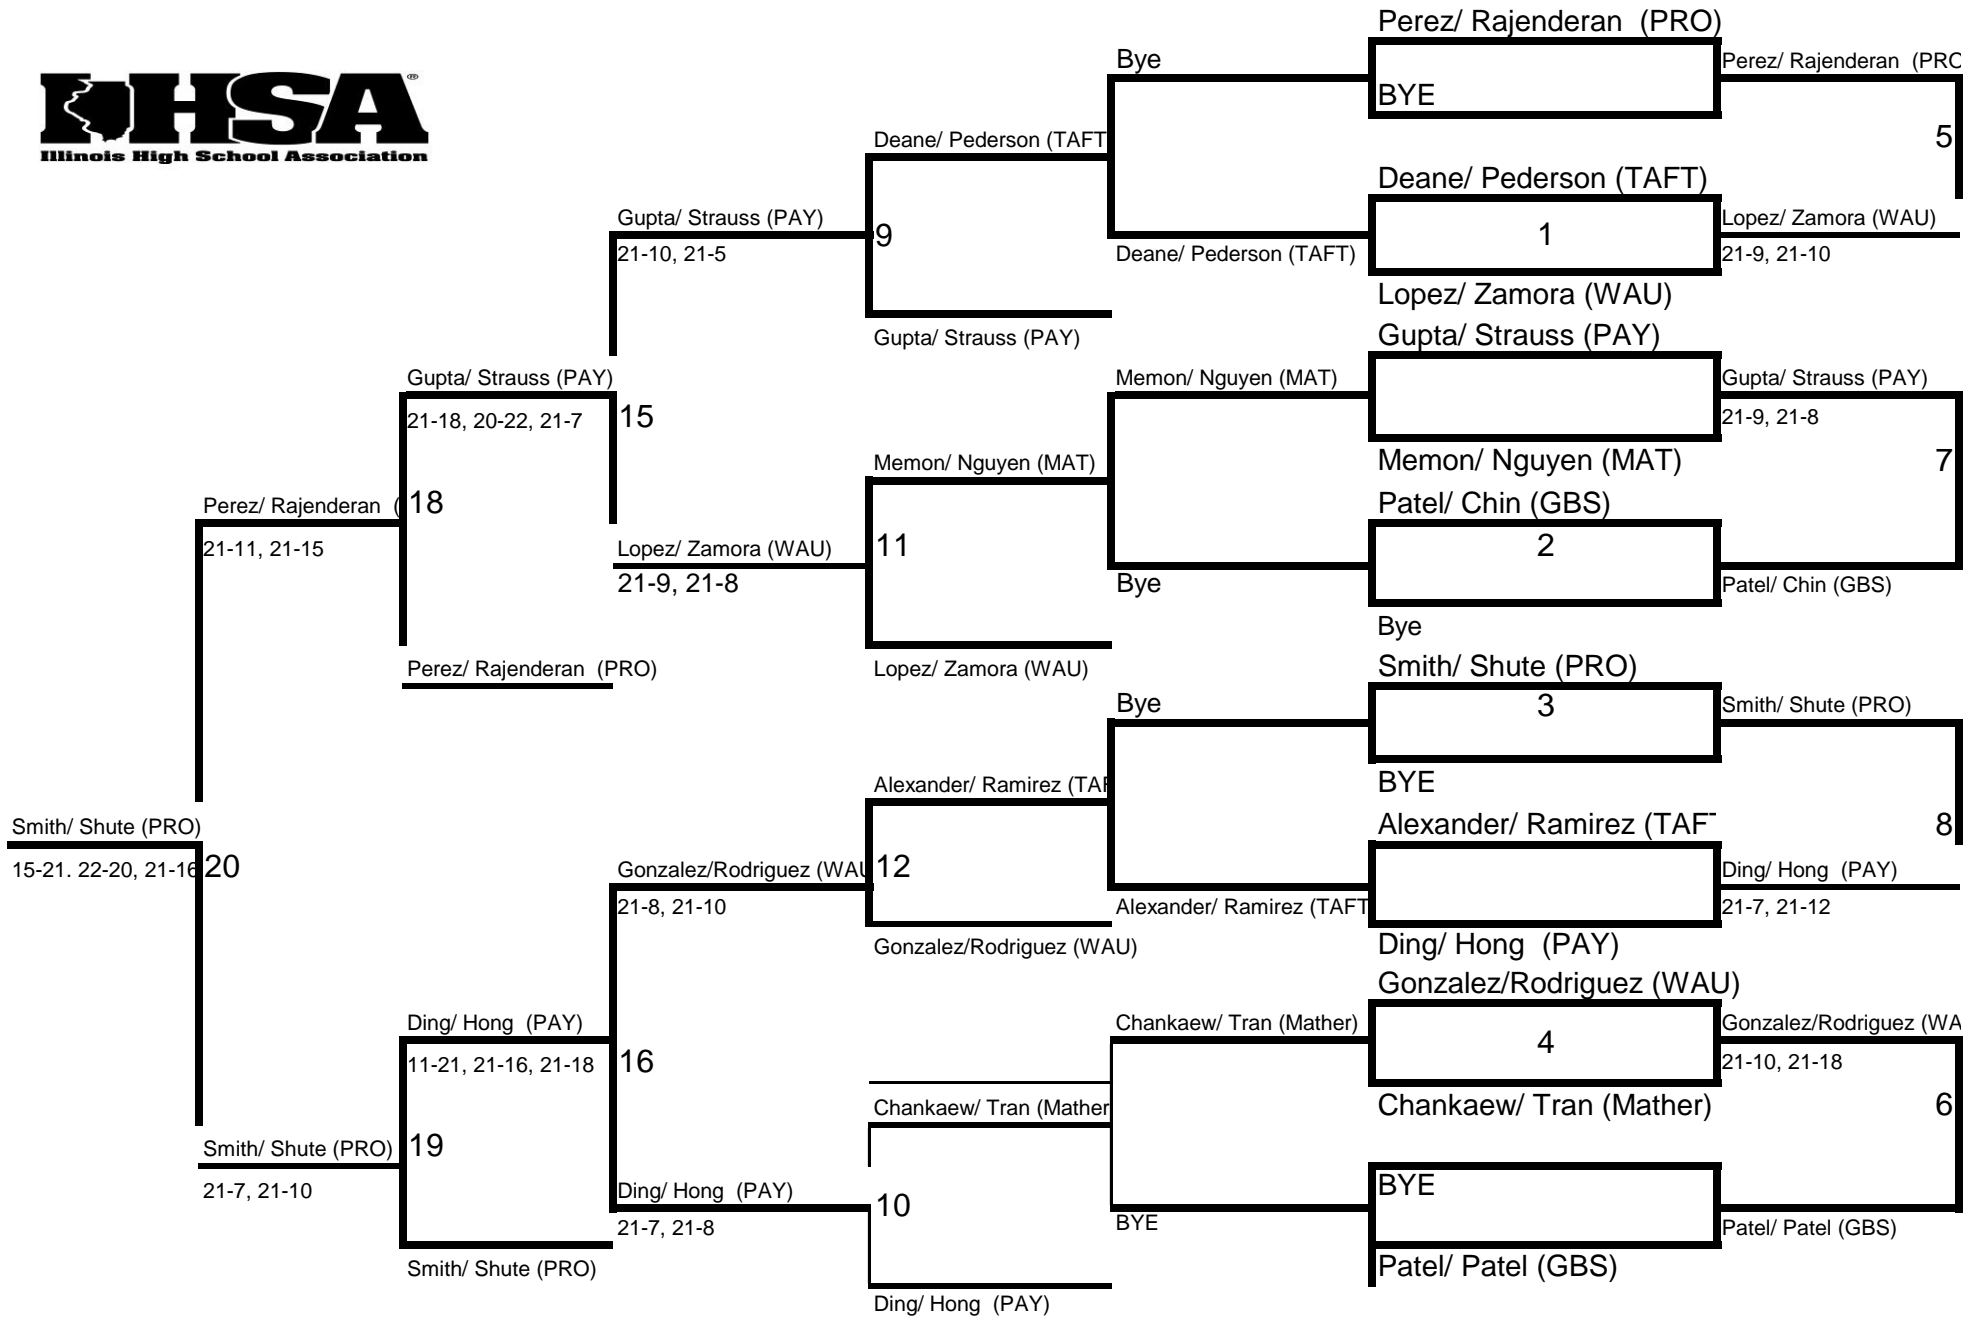 Perez/ Rajenderan  (PRO)
Bye
Perez/ Rajenderan  (PRO
BYE
IHSA®
Illinois High School Association
Deane/ Pederson (TAFT
5
Deane/ Pederson (TAFT)
Gupta/ Strauss (PAY)
Lopez/ Zamora (WAU)
9
1
21-10, 21-5
Deane/ Pederson (TAFT)
21-9, 21-10
Lopez/ Zamora (WAU)
Gupta/ Strauss (PAY)
Gupta/ Strauss (PAY)
Gupta/ Strauss (PAY)
Memon/ Nguyen (MAT)
Gupta/ Strauss (PAY)
21-18, 20-22, 21-7
15
21-9, 21-8
Memon/ Nguyen (MAT)
Memon/ Nguyen (MAT)
7
Perez/ Rajenderan  (
18
Patel/ Chin (GBS)
21-11, 21-15
Lopez/ Zamora (WAU)
11
2
21-9, 21-8
Bye
Patel/ Chin (GBS)
Bye
Perez/ Rajenderan  (PRO)
Lopez/ Zamora (WAU)
Smith/ Shute (PRO)
Bye
3
Smith/ Shute (PRO)
Alexander/ Ramirez (TAF
BYE
Smith/ Shute (PRO)
Alexander/ Ramirez (TAFT
8
15-21. 22-20, 21-16
20
Gonzalez/Rodriguez (WAU
12
Ding/ Hong  (PAY)
21-8, 21-10
Alexander/ Ramirez (TAFT
21-7, 21-12
Gonzalez/Rodriguez (WAU)
Ding/ Hong  (PAY)
Gonzalez/Rodriguez (WAU)
Ding/ Hong  (PAY)
Chankaew/ Tran (Mather)
4
Gonzalez/Rodriguez (WA
11-21, 21-16, 21-18
16
21-10, 21-18
Chankaew/ Tran (Mather
Chankaew/ Tran (Mather)
6
Smith/ Shute (PRO)
19
21-7, 21-10
Ding/ Hong  (PAY)
10
BYE
21-7, 21-8
BYE
Patel/ Patel (GBS)
Smith/ Shute (PRO)
Patel/ Patel (GBS)
Ding/ Hong  (PAY)